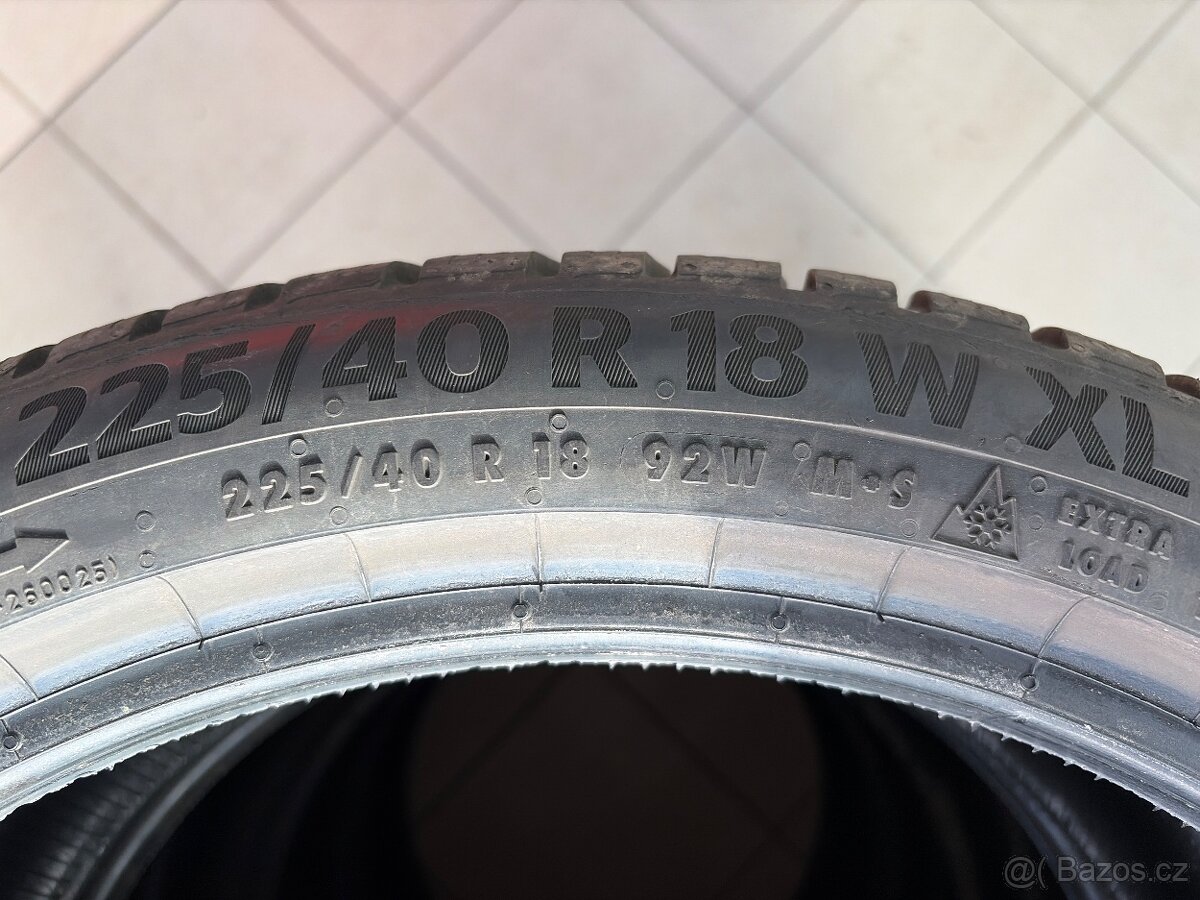 225/40 R 18 W XL
225/40 R 18 92W M+S
EXTRA
LOAD
260025)
@( Bazos.cz